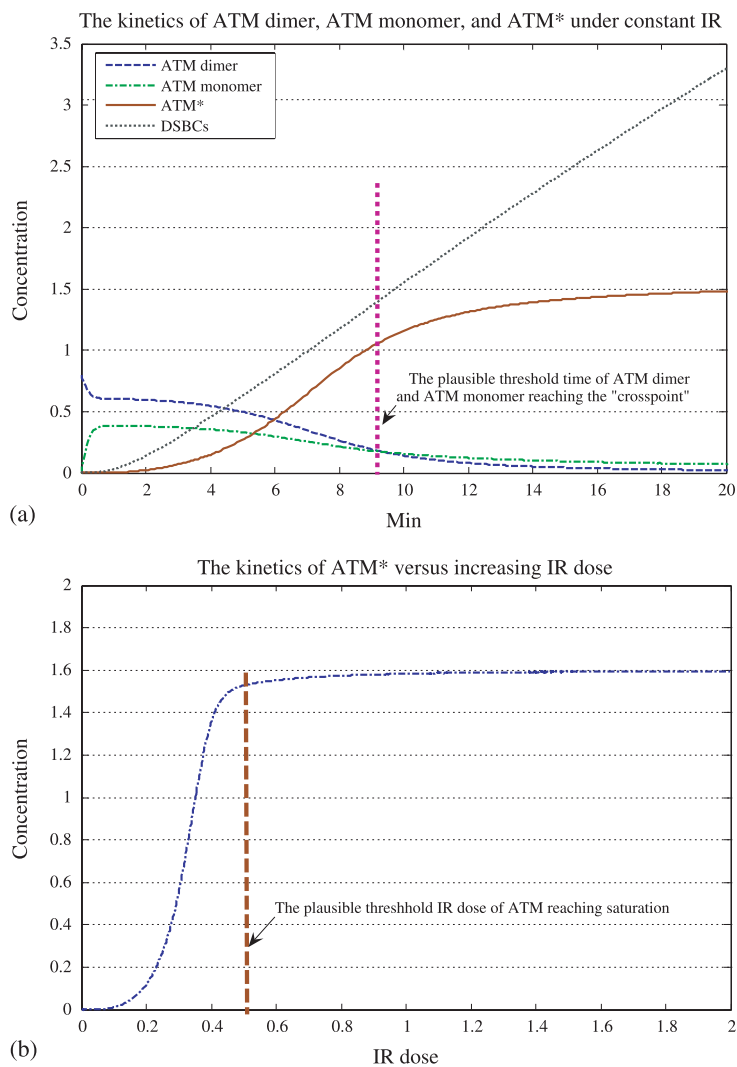 The kinetics of ATM dimer, ATM monomer, and ATM* under constant IR
3.5
3
2.5
2
1.5
1
0.5
0
Concentration
ATM dimer
ATM monomer
ATM*
DSBCs
The plausible threshold time of ATM dimer
and ATM monomer reaching the "crosspoint"
0 2 4 6 8 10 12 14 16 18 20
Min
(a)
The kinetics of ATM* versus increasing IR dose
2
1.8
1.6
1.4
1.2
1
0.8
0.6
0.4
0.2
0
Concentration
The plausible threshhold IR dose of ATM reaching saturation
0 0.2 0.4 0.6 0.8 1 1.2 1.4 1.6 1.8 2
IR dose
(b)